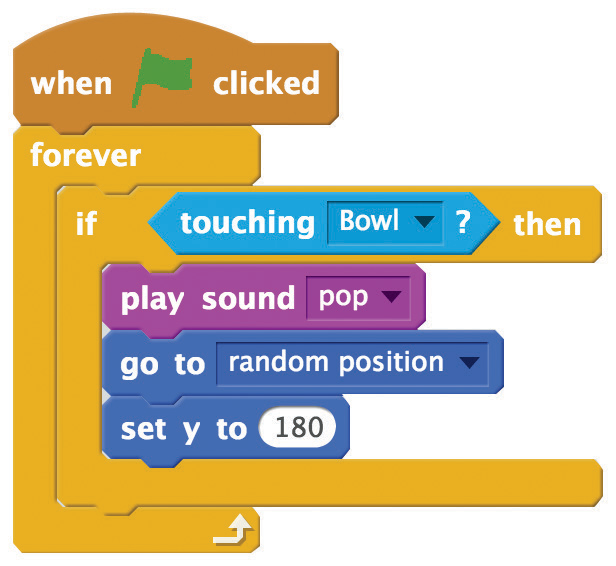 when clicked
forever
if touching Bowl ? then
play sound pop
go to random position
set y to 180